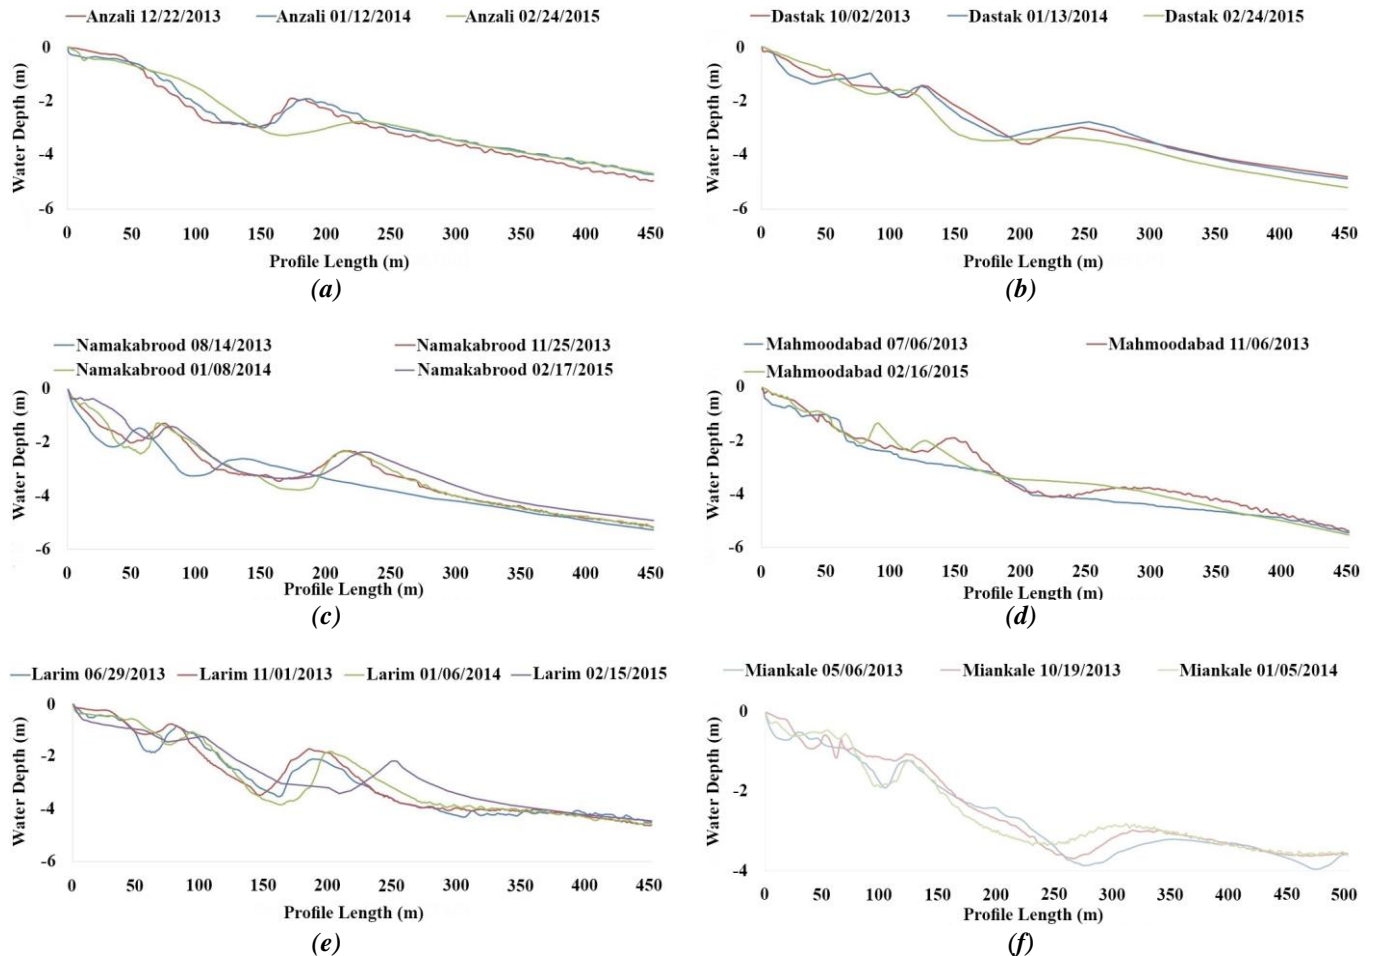 Anzali 12/22/2013 Anzali 01/12/2014 Anzali 02/24/2015
0
-2
-4
-6
Water Depth (m)
0 50 100 150 200 250 300 350 400 450
Profile Length (m)
(a)
Dastak 10/02/2013 Dastak 01/13/2014 Dastak 02/24/2015
0
-2
-4
-6
Water Depth (m)
0 50 100 150 200 250 300 350 400 450
Profile Length (m)
(b)
Namakabrood 08/14/2013 Namakabrood 11/25/2013
Namakabrood 01/08/2014 Namakabrood 02/17/2015
0
-2
-4
-6
Water Depth (m)
0 50 100 150 200 250 300 350 400 450
Profile Length (m)
(c)
Mahmoodabad 07/06/2013 Mahmoodabad 11/06/2013
Mahmoodabad 02/16/2015
0
-2
-4
-6
Water Depth (m)
0 50 100 150 200 250 300 350 400 450
Profile Length (m)
(d)
Larim 06/29/2013 Larim 11/01/2013 Larim 01/06/2014 Larim 02/15/2015
0
-2
-4
-6
Water Depth (m)
0 50 100 150 200 250 300 350 400 450
Profile Length (m)
(e)
Miankale 05/06/2013 Miankale 10/19/2013 Miankale 01/05/2014
0
-2
-4
Water Depth (m)
0 50 100 150 200 250 300 350 400 450 500
Profile Length (m)
(f)